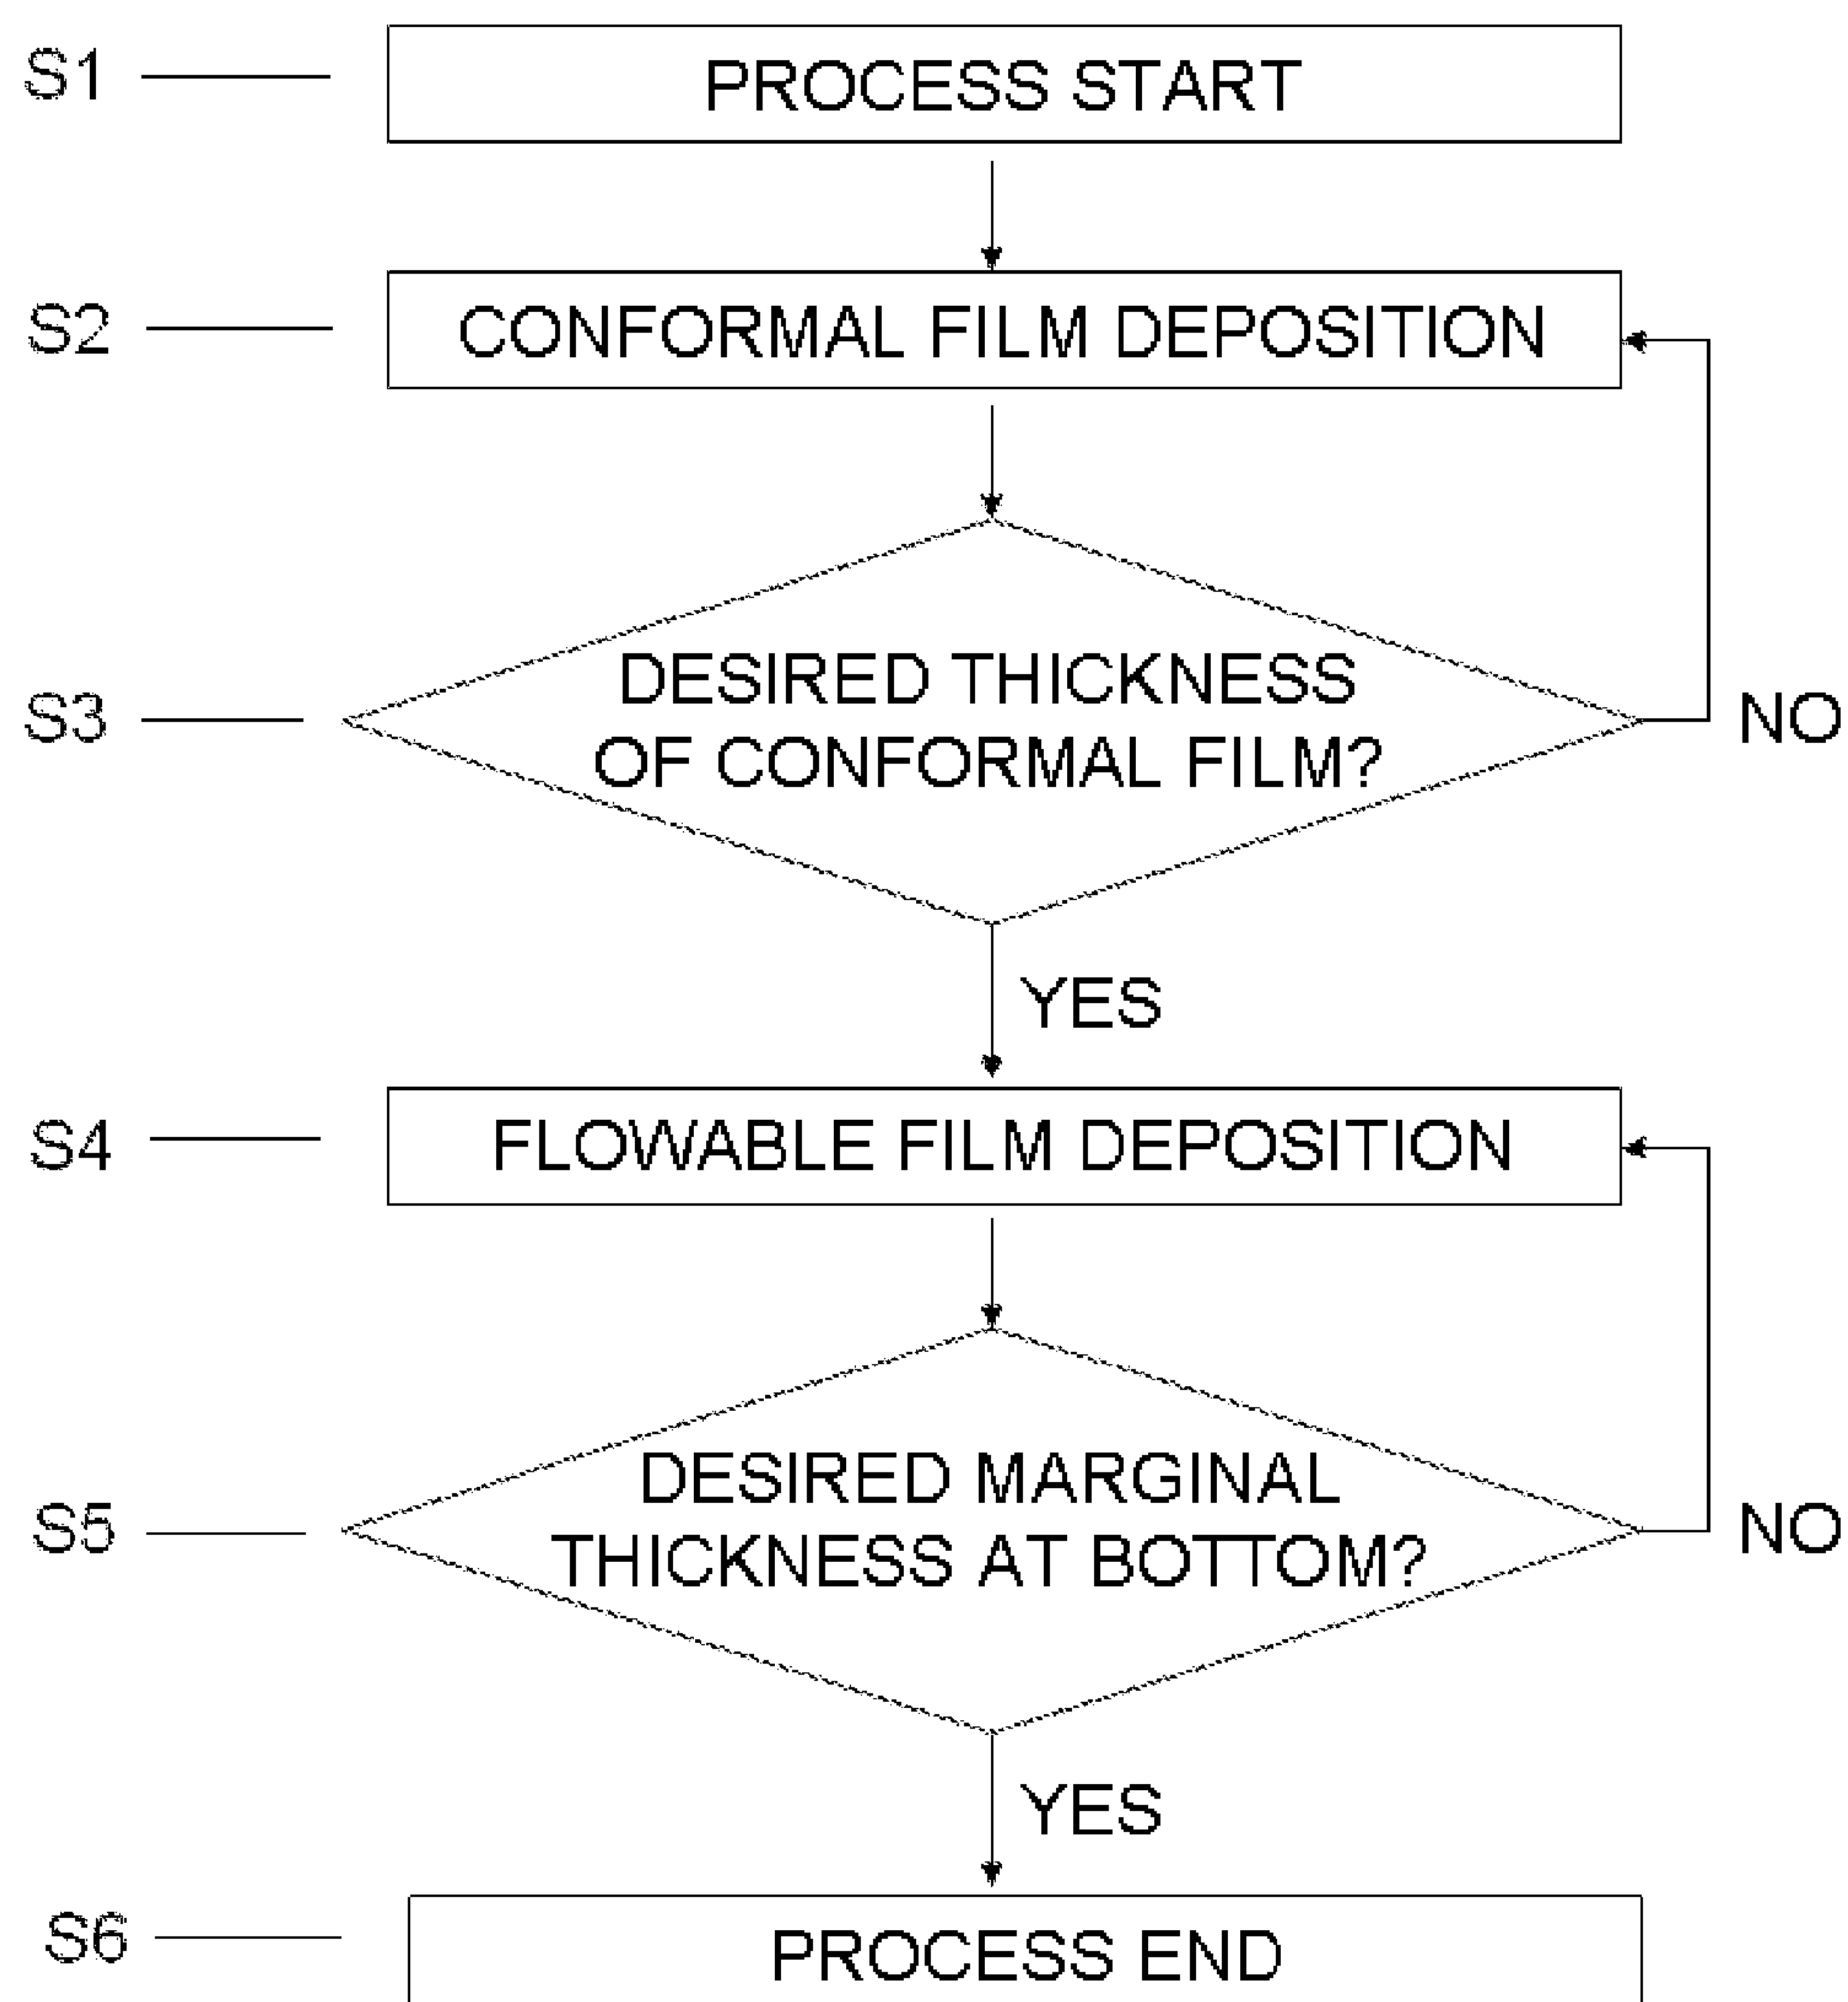 S1
PROCESS START
S2
CONFORMAL FILM DEPOSITION
S3
DESIRED THICKNESS
OF CONFORMAL FILM?
NO
YES
S4
FLOWABLE FILM DEPOSITION
S5
DESIRED MARGINAL
THICKNESS AT BOTTOM?
NO
YES
S6
PROCESS END